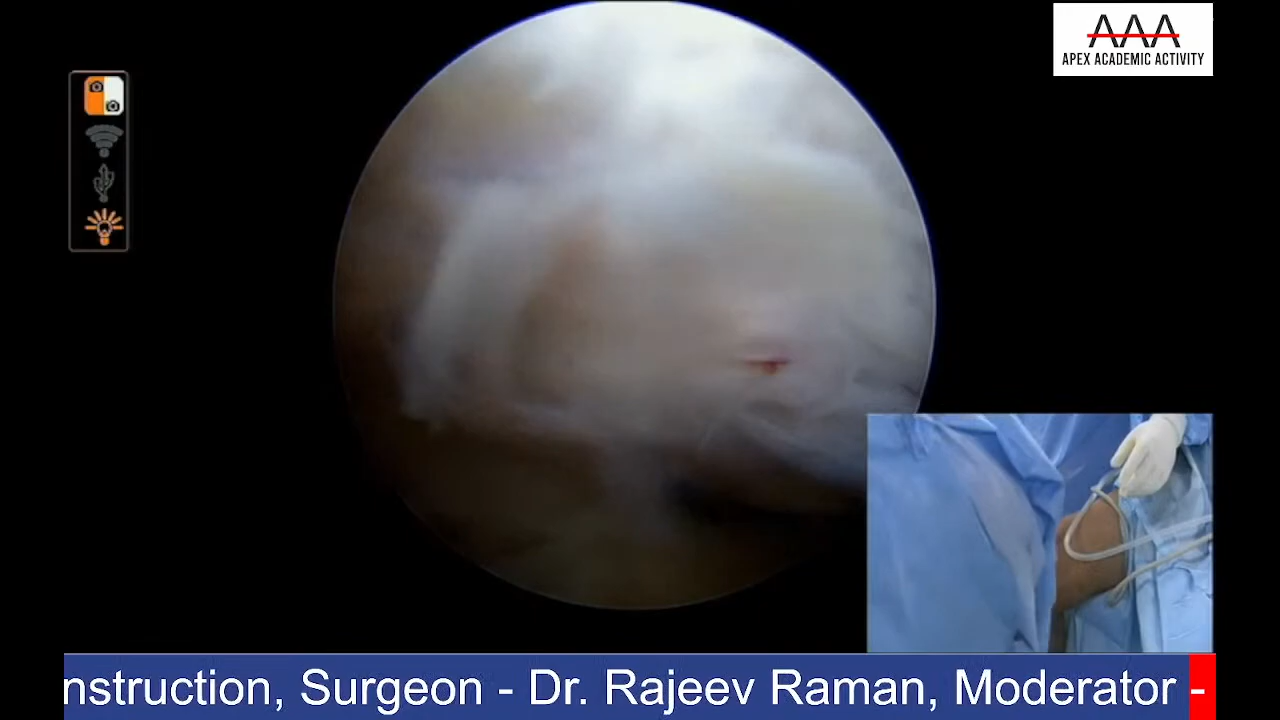 AAA
APEX ACADEMIC ACTIVITY
nstruction, Surgeon - Dr. Rajeev Raman, Moderator -